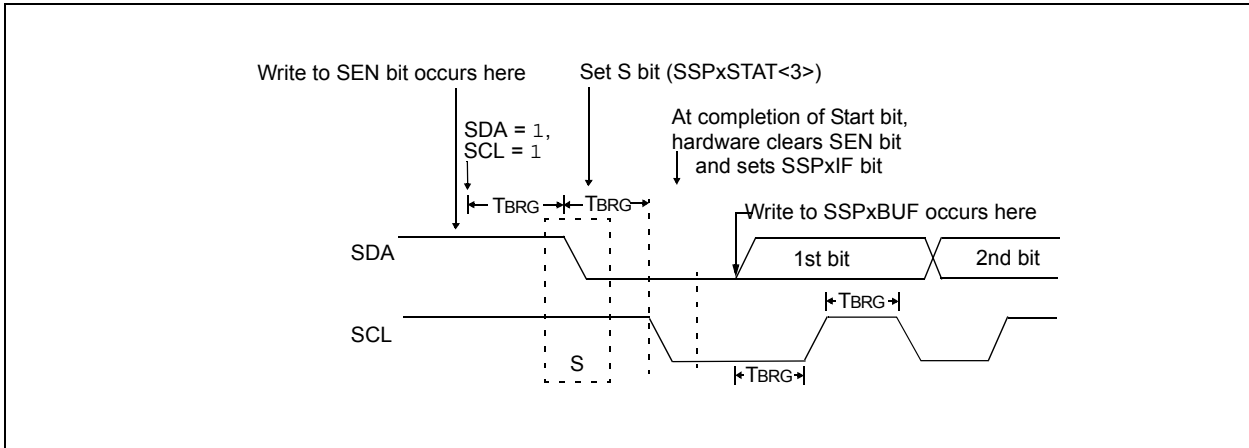 Write to SEN bit occurs here
Set S bit (SSPxSTAT<3>)
At completion of Start bit,
hardware clears SEN bit
and sets SSPxIF bit
SDA = 1,
SCL = 1
TBRG
TBRG
Write to SSPxBUF occurs here
SDA
1st bit
2nd bit
TBRG
SCL
S
TBRG